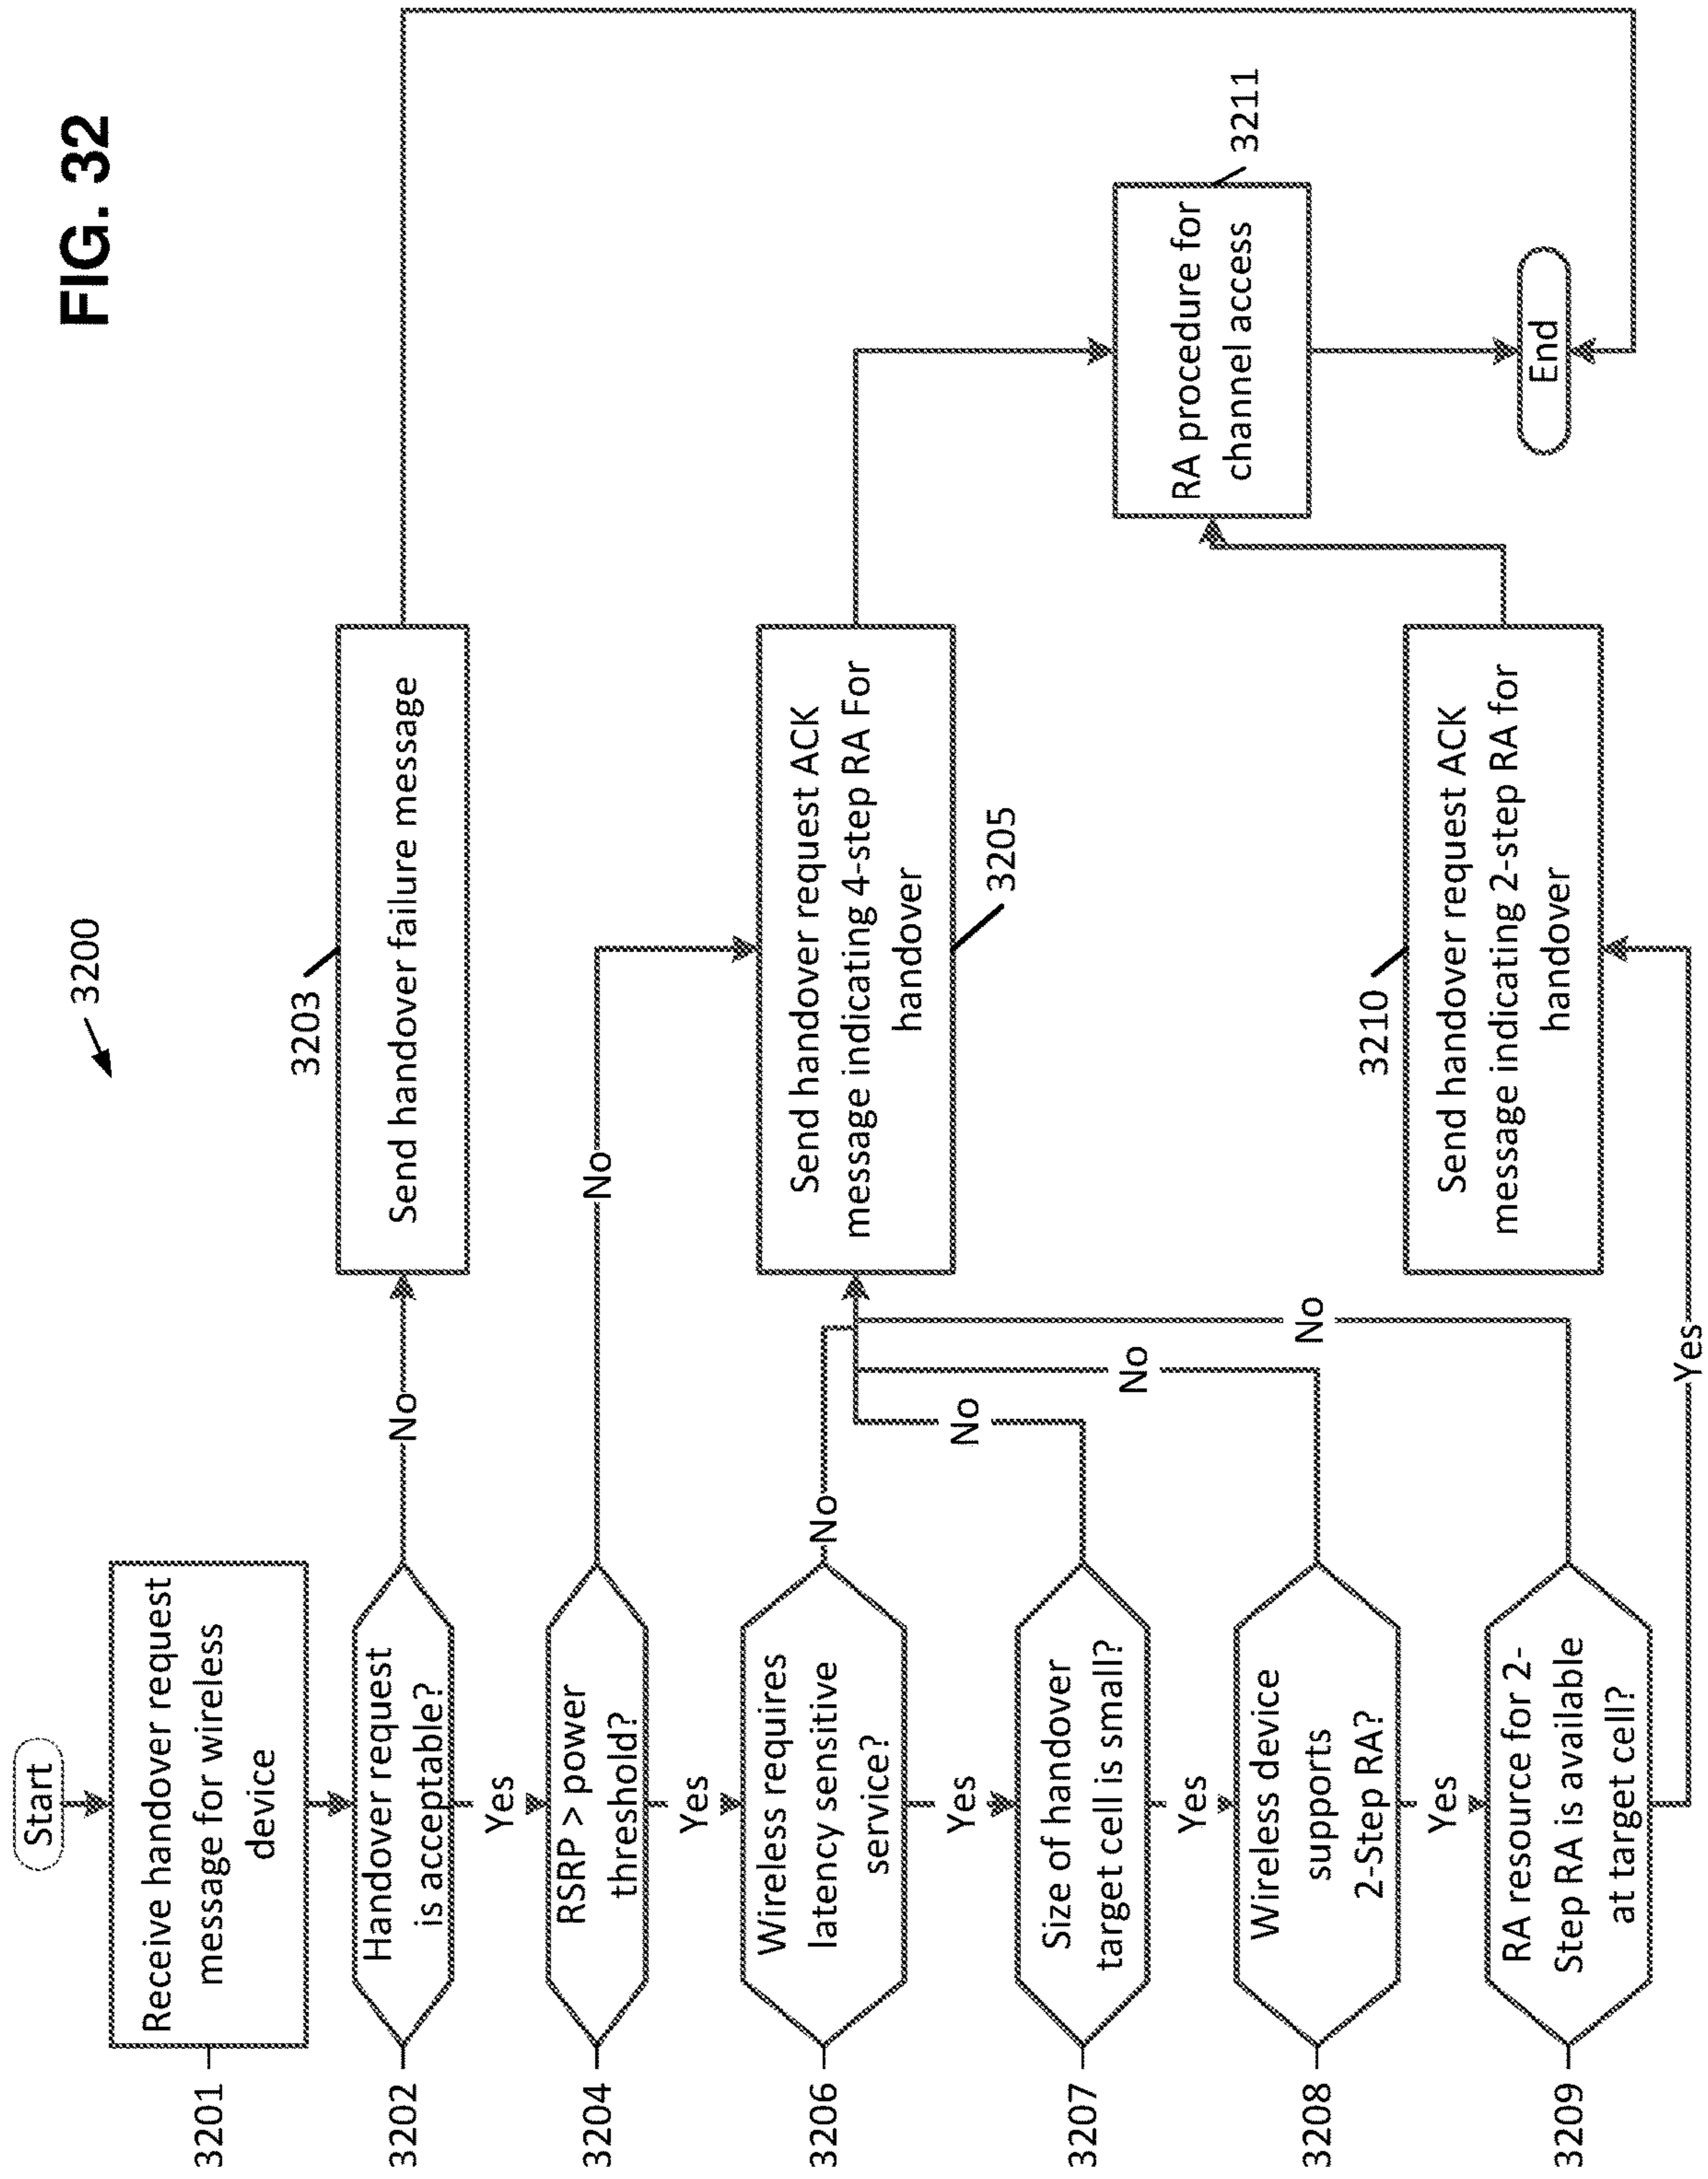 FIG. 32
3200
Start
Receive handover request
message for wireless
device
3201
Handover request
is acceptable?
3202
No
Send handover failure message
3203
Yes
RSRP > power
threshold?
3204
No
Yes
Send handover request ACK
message indicating 4-step RA For
handover
3205
Wireless requires
latency sensitive
service?
3206
No
Yes
Size of handover
target cell is small?
3207
No
Yes
Wireless device
supports
2-Step RA?
3208
No
Yes
RA resource for 2-
Step RA is available
at target cell?
3209
No
Yes
Send handover request ACK
message indicating 2-step RA for
handover
3210
RA procedure for
channel access
3211
End